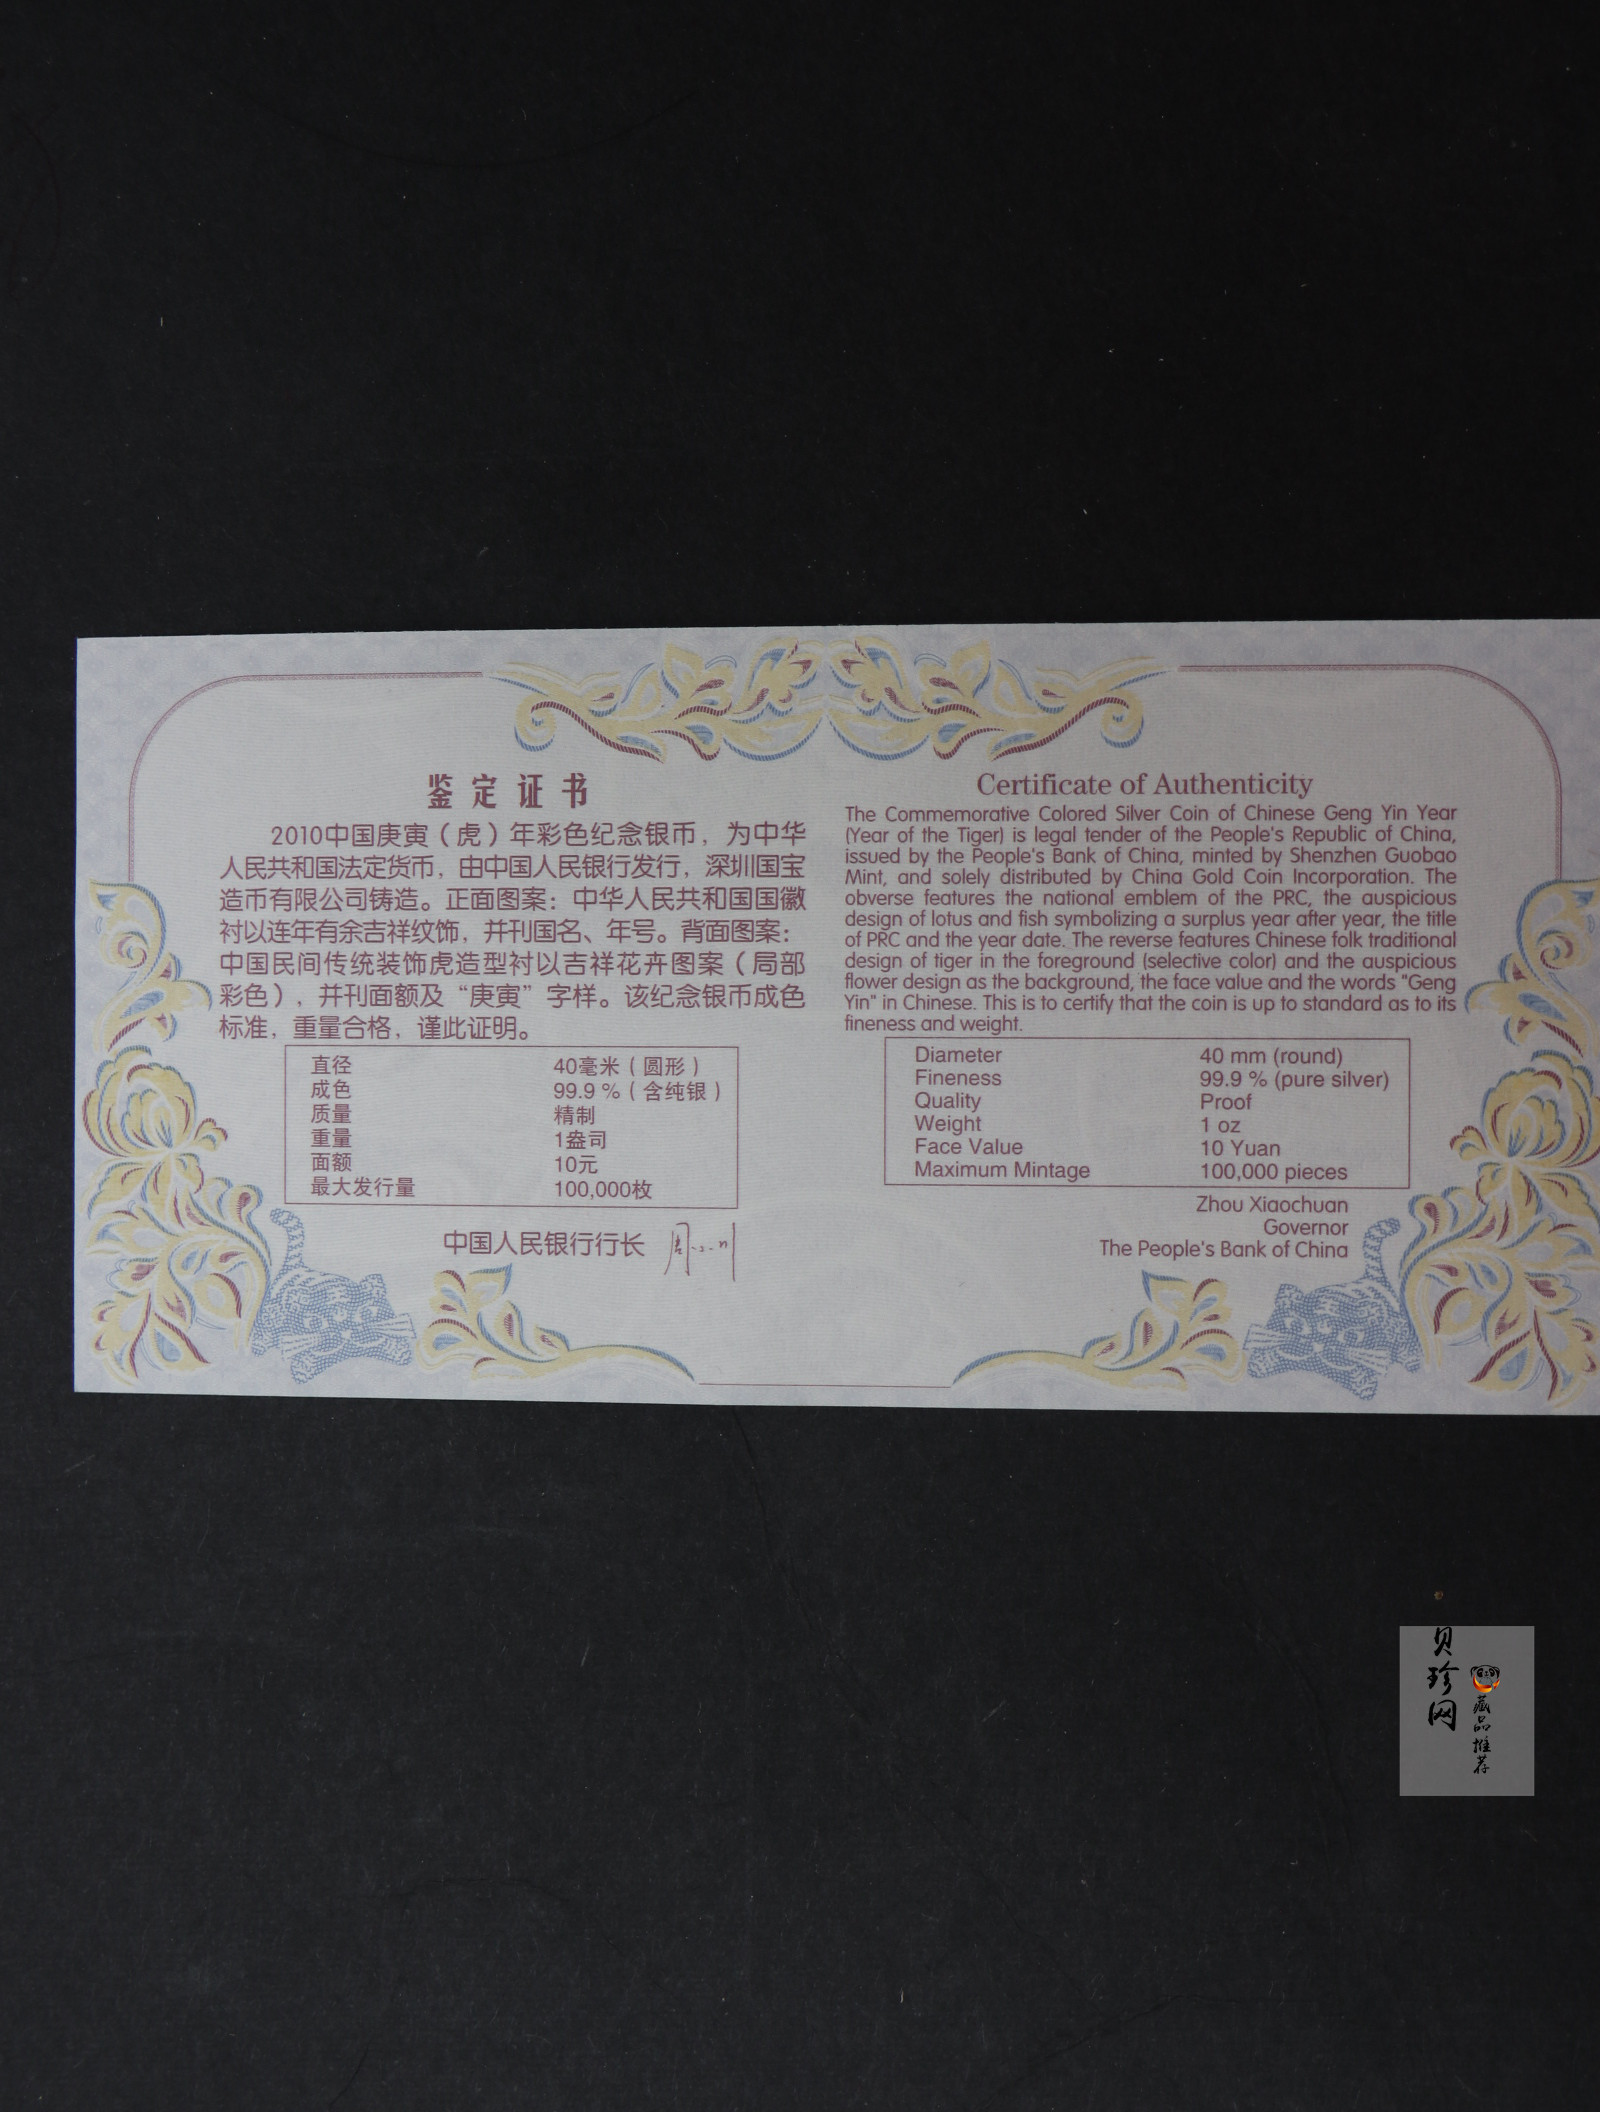 鉴定证书
2010中国庚寅（虎）年彩色纪念银币，为中华
人民共和国法定货币，由中国人民银行发行，深圳国宝
造币有限公司铸造。正面图案：中华人民共和国国徽
衬以连年有余吉祥纹饰，并刊国名、年号。背面图案：
中国民间传统装饰虎造型衬以吉祥花卉图案（局部
彩色），并刊面额及“庚寅”字样。该纪念银币成色
标准，重量合格，谨此证明。
直径 40毫米（圆形）
成色 99.9 %（含纯银）
质量 精制
重量 1盎司
面额 10元
最大发行量 100,000枚
中国人民银行行长
Certificate of Authenticity
The Commemorative Colored Silver Coin of Chinese Geng Yin Year
(Year of the Tiger) is legal tender of the People's Republic of China,
issued by the People's Bank of China, minted by Shenzhen Guobao
Mint, and solely distributed by China Gold Coin Incorporation. The
obverse features the national emblem of the PRC, the auspicious
design of lotus and fish symbolizing a surplus year after year, the title
of PRC and the year date. The reverse features Chinese folk traditional
design of tiger in the foreground (selective color) and the auspicious
flower design as the background, the face value and the words "Geng
Yin" in Chinese. This is to certify that the coin is up to standard as to its
fineness and weight.
Diameter 40 mm (round)
Fineness 99.9 % (pure silver)
Quality Proof
Weight 1 oz
Face Value 10 Yuan
Maximum Mintage 100,000 pieces
Zhou Xiaochuan
Governor
The People's Bank of China
贝珍网
藏品推荐